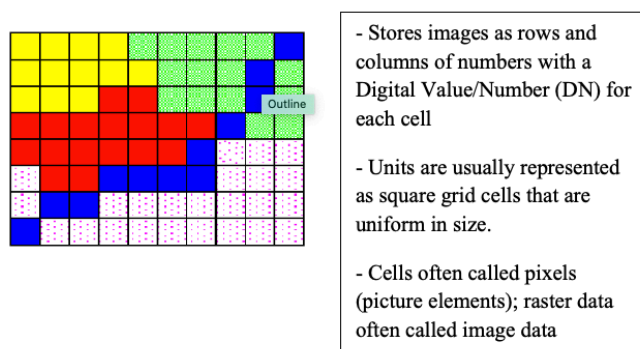 Outline
- Stores images as rows and
columns of numbers with a
Digital Value/Number (DN) for
each cell
- Units are usually represented
as square grid cells that are
uniform in size.
- Cells often called pixels
(picture elements); raster data
often called image data